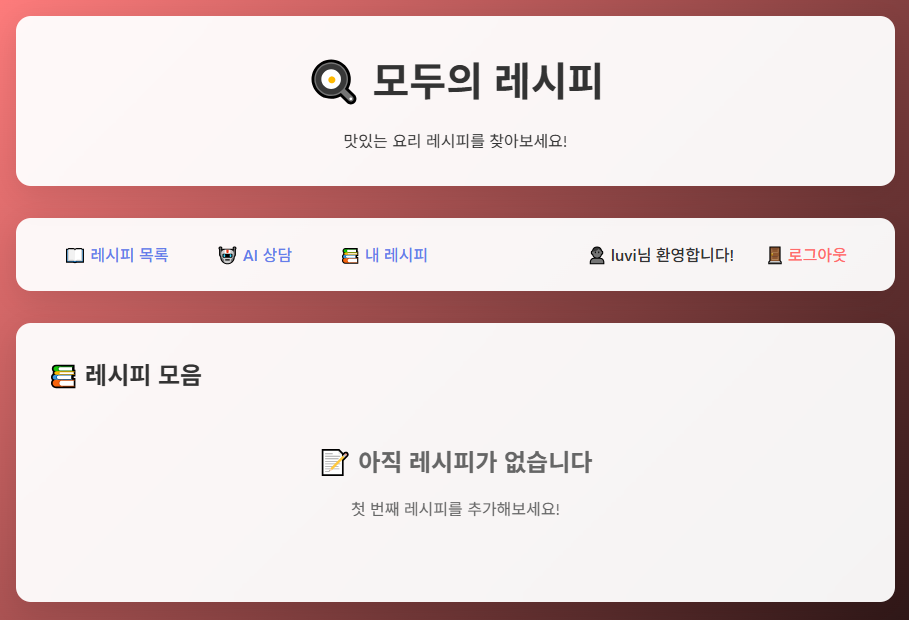 모두의 레시피
맛있는 요리 레시피를 찾아보세요!
레시피 목록 AI 상담 내 레시피 luvi님 환영합니다! 로그아웃
레시피 모음
아직 레시피가 없습니다
첫 번째 레시피를 추가해보세요!